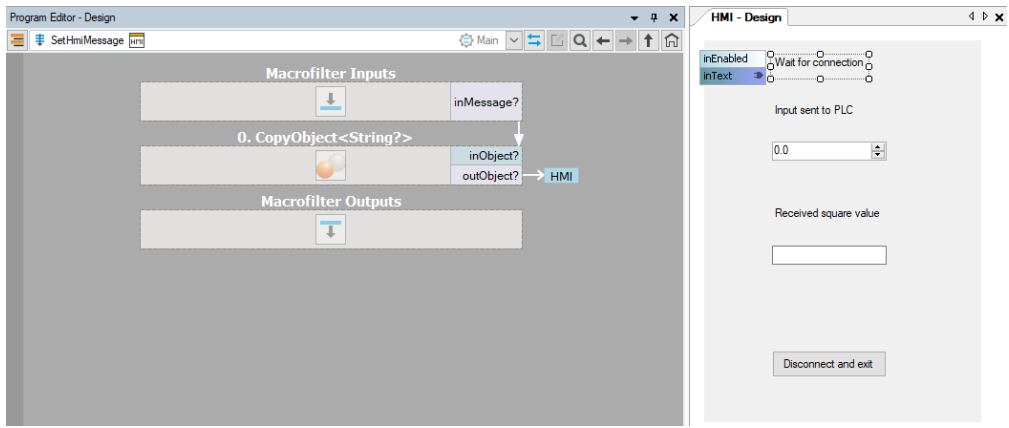 Program Editor - Design
SetHmiMessage HMI
Main
Macrofilter Inputs
inMessage?
0. CopyObject<String?>
inObject?
outObject?
HMI
Macrofilter Outputs
HMI - Design
inEnabled
inText
Wait for connection
Input sent to PLC
0.0
Received square value
Disconnect and exit